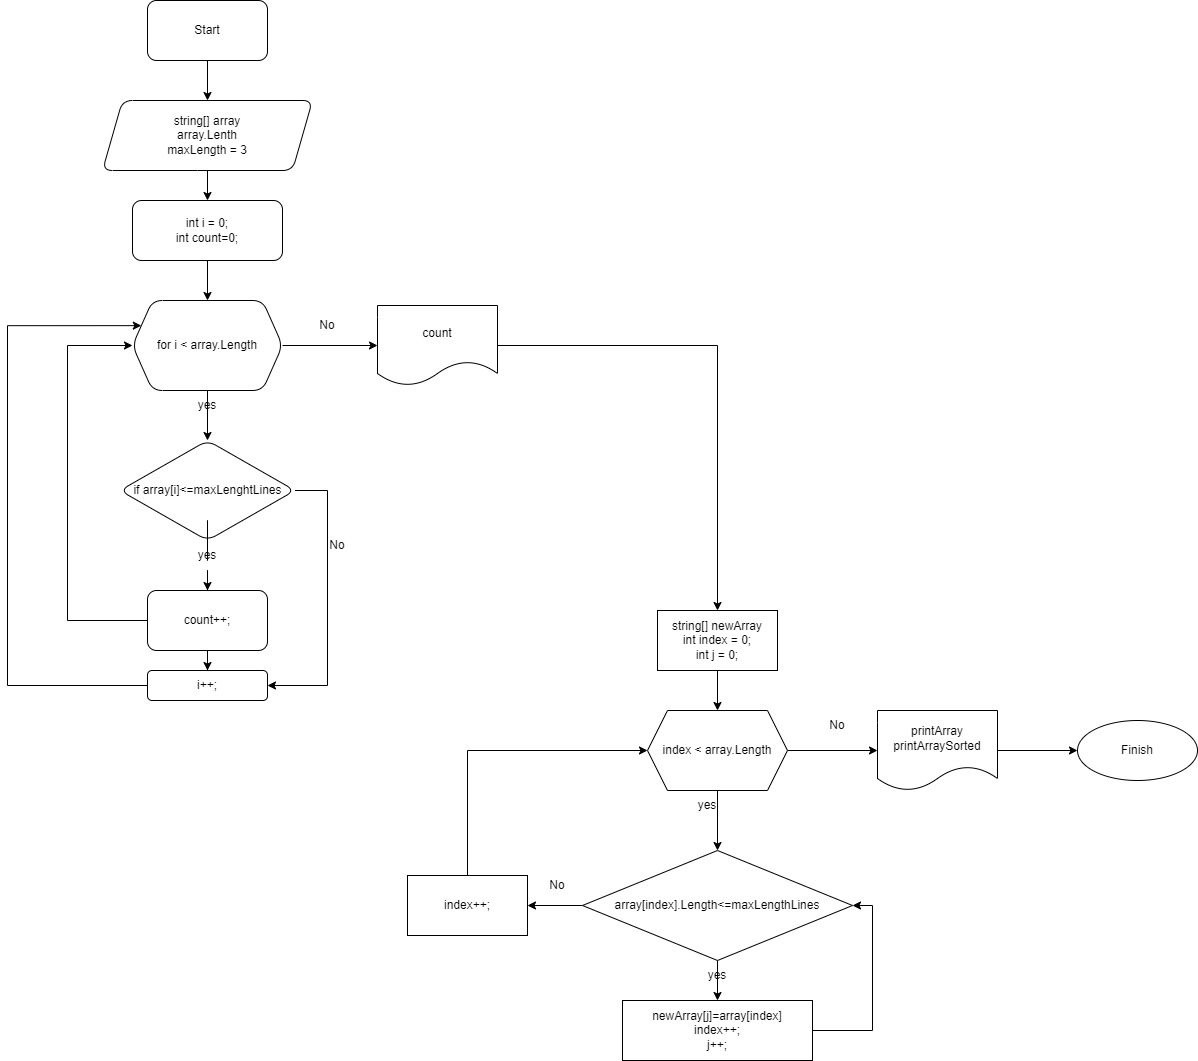 Start
string[] array
array.Lenth
maxLength = 3
int i = 0;
int count=0;
for i < array.Length
No
count
yes
if array[i]<=maxLenghtLines
No
yes
count++;
i++;
string[] newArray
int index = 0;
int j = 0;
index < array.Length
No
printArray
printArraySorted
Finish
yes
array[index].Length<=maxLengthLines
No
index++;
yes
newArray[j]=array[index]
index++;
j++;